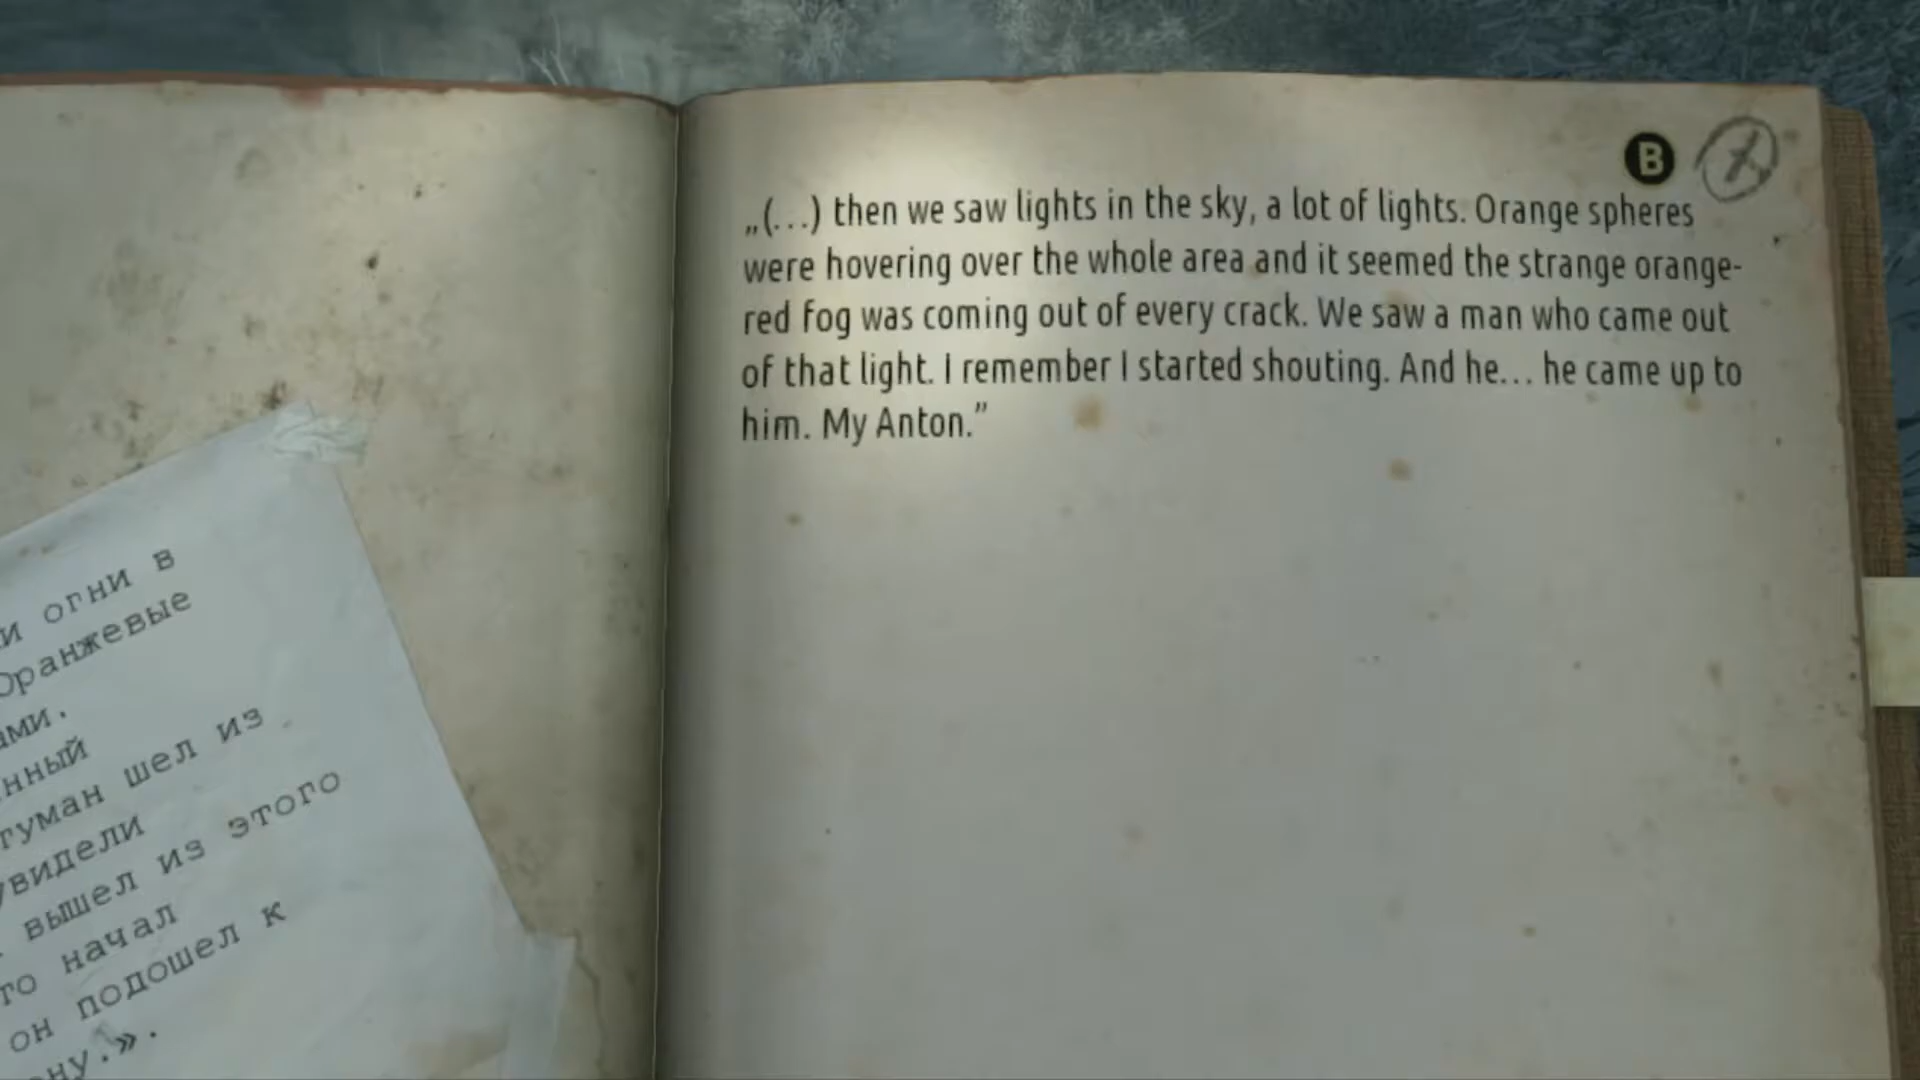 и огни в
Оранжевые
ами.
нный
туман шел из
увидели
вышел из этого
то начал
он подошел к
ону.».
B
„(...) then we saw lights in the sky, a lot of lights. Orange spheres
were hovering over the whole area and it seemed the strange orange-
red fog was coming out of every crack. We saw a man who came out
of that light. I remember I started shouting. And he... he came up to
him. My Anton.”